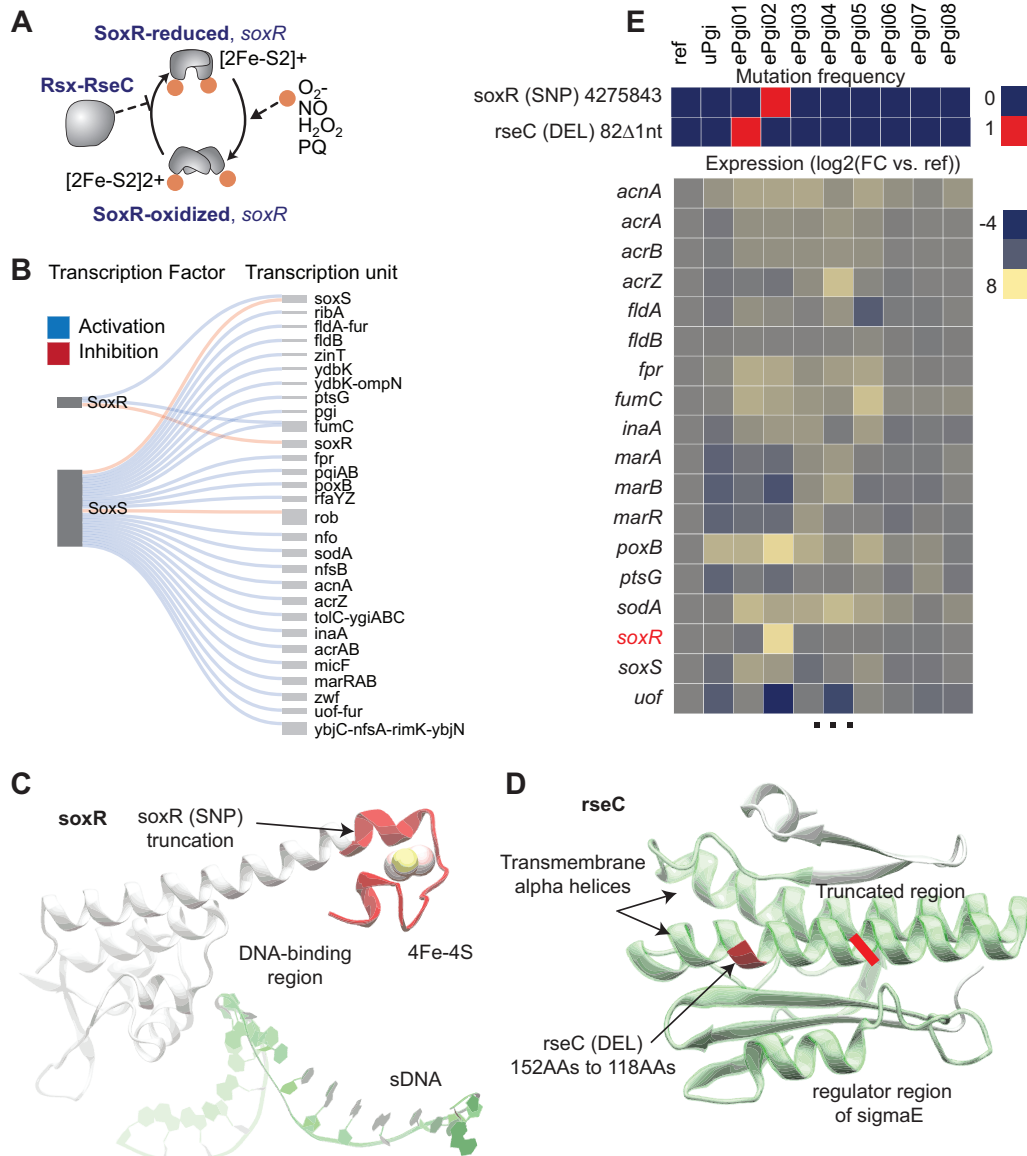 A
SoxR-reduced, soxR
[2Fe-S2]+
Rsx-RseC
O2-
NO
H2O2
PQ
[2Fe-S2]2+
SoxR-oxidized, soxR
B
Transcription Factor
Transcription unit
Activation
Inhibition
SoxR
SoxS
soxS
ribA
fldA-fur
fldB
zinT
ydbK
ydbK-ompN
ptsG
pgi
fumC
soxR
fpr
pqiAB
poxB
rfaYZ
rob
nfo
sodA
nfsB
acnA
acrZ
tolC-ygiABC
inaA
acrAB
micF
marRAB
zwf
uof-fur
ybjC-nfsA-rimK-ybjN
E
ref
uPgi
ePgi01
ePgi02
ePgi03
ePgi04
ePgi05
ePgi06
ePgi07
ePgi08
Mutation frequency
soxR (SNP) 4275843
rseC (DEL) 82Δ1nt
0
1
Expression (log2(FC vs. ref))
acnA
acrA
acrB
acrZ
fldA
fldB
fpr
fumC
inaA
marA
marB
marR
poxB
ptsG
sodA
soxR
soxS
uof
-4
8
...
C
soxR
soxR (SNP)
truncation
DNA-binding
region
4Fe-4S
sDNA
D
rseC
Transmembrane
alpha helices
Truncated region
rseC (DEL)
152AAs to 118AAs
regulator region
of sigmaE